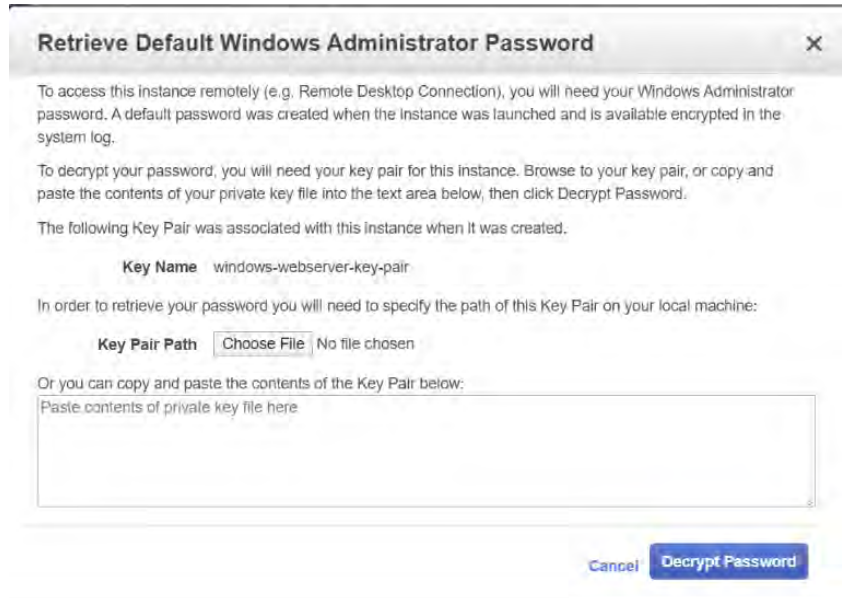 Retrieve Default Windows Administrator Password
To access this instance remotely (e.g. Remote Desktop Connection), you will need your Windows Administrator
password. A default password was created when the instance was launched and is available encrypted in the
system log.
To decrypt your password, you will need your key pair for this instance. Browse to your key pair, or copy and
paste the contents of your private key file into the text area below, then click Decrypt Password.
The following Key Pair was associated with this instance when it was created.
Key Name windows-webserver-key-pair
In order to retrieve your password you will need to specify the path of this Key Pair on your local machine:
Key Pair Path Choose File No file chosen
Or you can copy and paste the contents of the Key Pair below:
Paste contents of private key file here
Cancel Decrypt Password